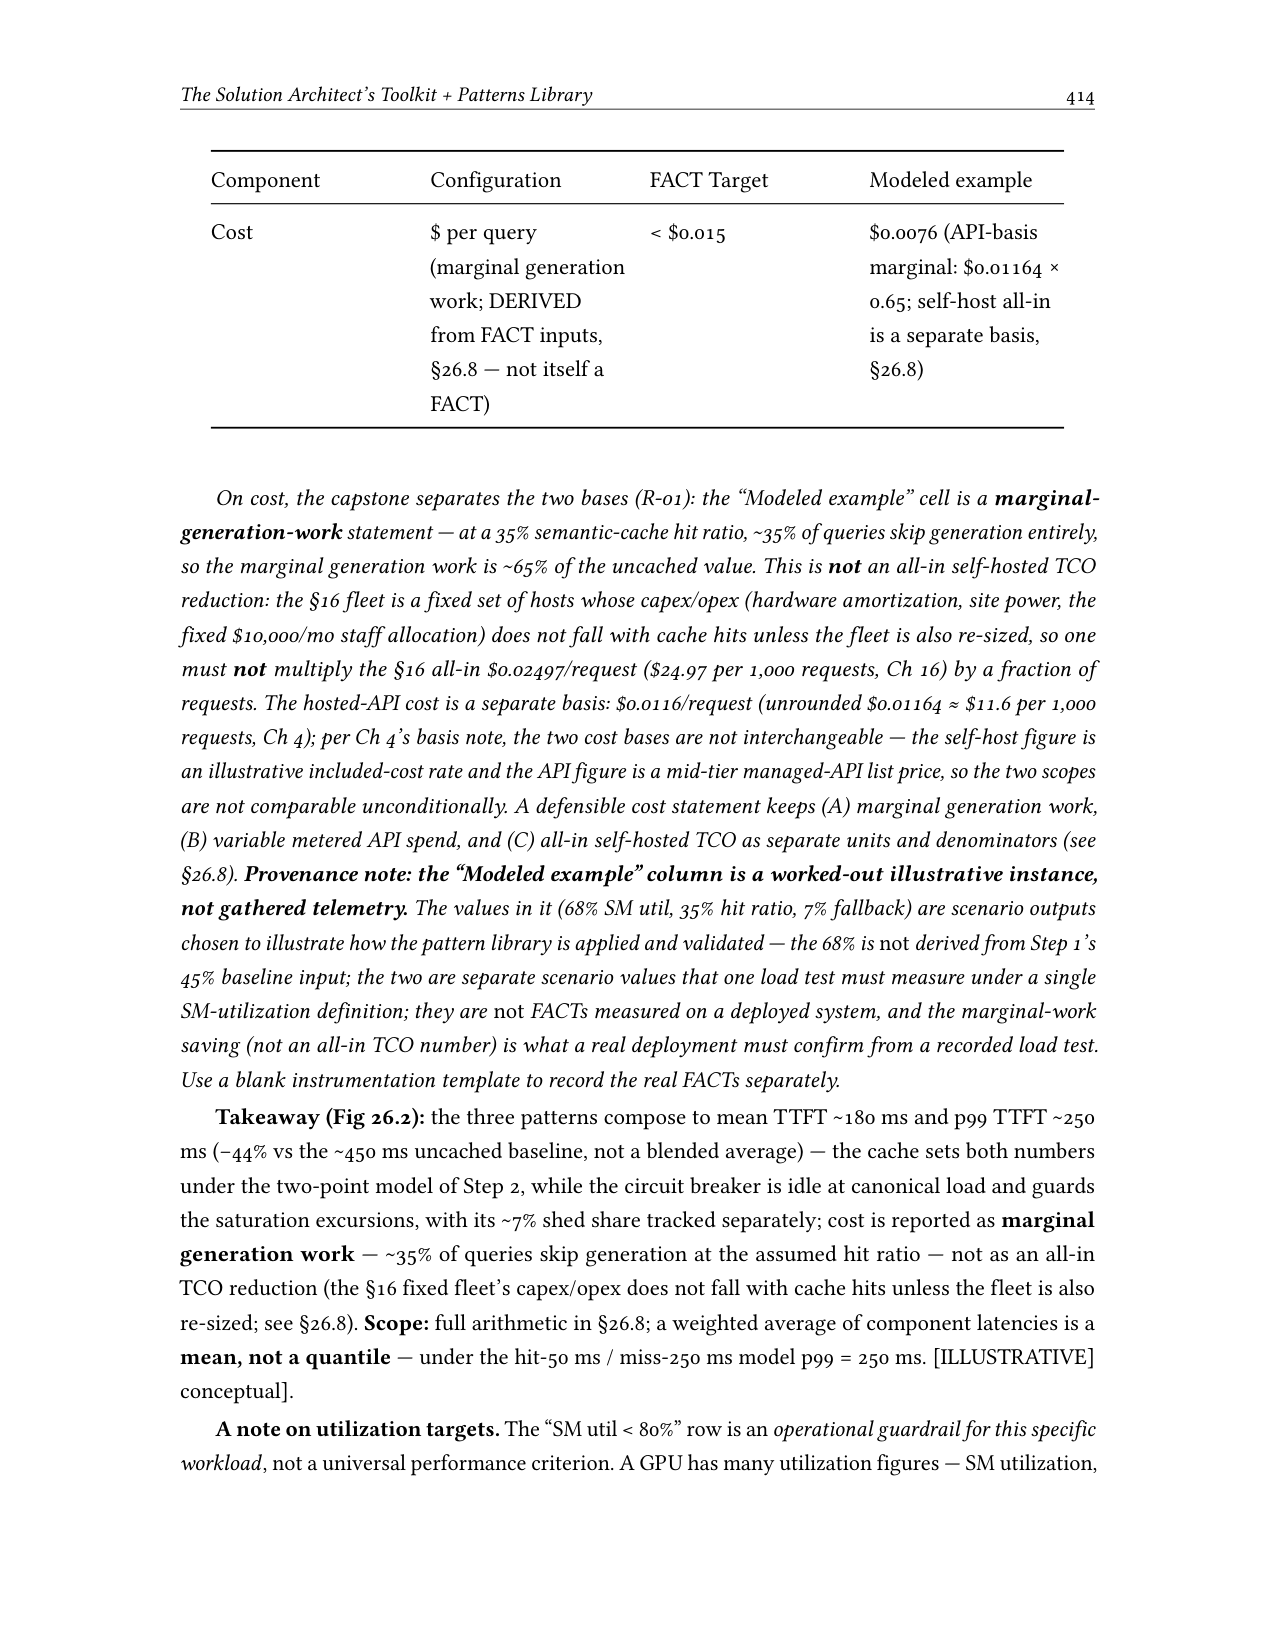 The Solution Architect's Toolkit + Patterns Library 414
Component Configuration FACT Target Modeled example
Cost $ per query < $0.015 $0.0076 (API-basis
(marginal generation marginal: $0.01164 ×
work; DERIVED 0.65; self-host all-in
from FACT inputs, is a separate basis,
§26.8 — not itself a §26.8)
FACT)
On cost, the capstone separates the two bases (R-01): the “Modeled example” cell is a marginal-
generation-work statement — at a 35% semantic-cache hit ratio, ~35% of queries skip generation entirely,
so the marginal generation work is ~65% of the uncached value. This is not an all-in self-hosted TCO
reduction: the §16 fleet is a fixed set of hosts whose capex/opex (hardware amortization, site power, the
fixed $10,000/mo staff allocation) does not fall with cache hits unless the fleet is also re-sized, so one
must not multiply the §16 all-in $0.02497/request ($24.97 per 1,000 requests, Ch 16) by a fraction of
requests. The hosted-API cost is a separate basis: $0.0116/request (unrounded $0.01164 ≈ $11.6 per 1,000
requests, Ch 4); per Ch 4’s basis note, the two cost bases are not interchangeable — the self-host figure is
an illustrative included-cost rate and the API figure is a mid-tier managed-API list price, so the two scopes
are not comparable unconditionally. A defensible cost statement keeps (A) marginal generation work,
(B) variable metered API spend, and (C) all-in self-hosted TCO as separate units and denominators (see
§26.8). Provenance note: the “Modeled example” column is a worked-out illustrative instance,
not gathered telemetry. The values in it (68% SM util, 35% hit ratio, 7% fallback) are scenario outputs
chosen to illustrate how the pattern library is applied and validated — the 68% is not derived from Step 1’s
45% baseline input; the two are separate scenario values that one load test must measure under a single
SM-utilization definition; they are not FACTs measured on a deployed system, and the marginal-work
saving (not an all-in TCO number) is what a real deployment must confirm from a recorded load test.
Use a blank instrumentation template to record the real FACTs separately.
Takeaway (Fig 26.2): the three patterns compose to mean TTFT ~180 ms and p99 TTFT ~250
ms (−44% vs the ~450 ms uncached baseline, not a blended average) — the cache sets both numbers
under the two-point model of Step 2, while the circuit breaker is idle at canonical load and guards
the saturation excursions, with its ~7% shed share tracked separately; cost is reported as marginal
generation work — ~35% of queries skip generation at the assumed hit ratio — not as an all-in
TCO reduction (the §16 fixed fleet’s capex/opex does not fall with cache hits unless the fleet is also
re-sized; see §26.8). Scope: full arithmetic in §26.8; a weighted average of component latencies is a
mean, not a quantile — under the hit-50 ms / miss-250 ms model p99 = 250 ms. [ILLUSTRATIVE]
conceptual].
A note on utilization targets. The “SM util < 80%” row is an operational guardrail for this specific
workload, not a universal performance criterion. A GPU has many utilization figures — SM utilization,